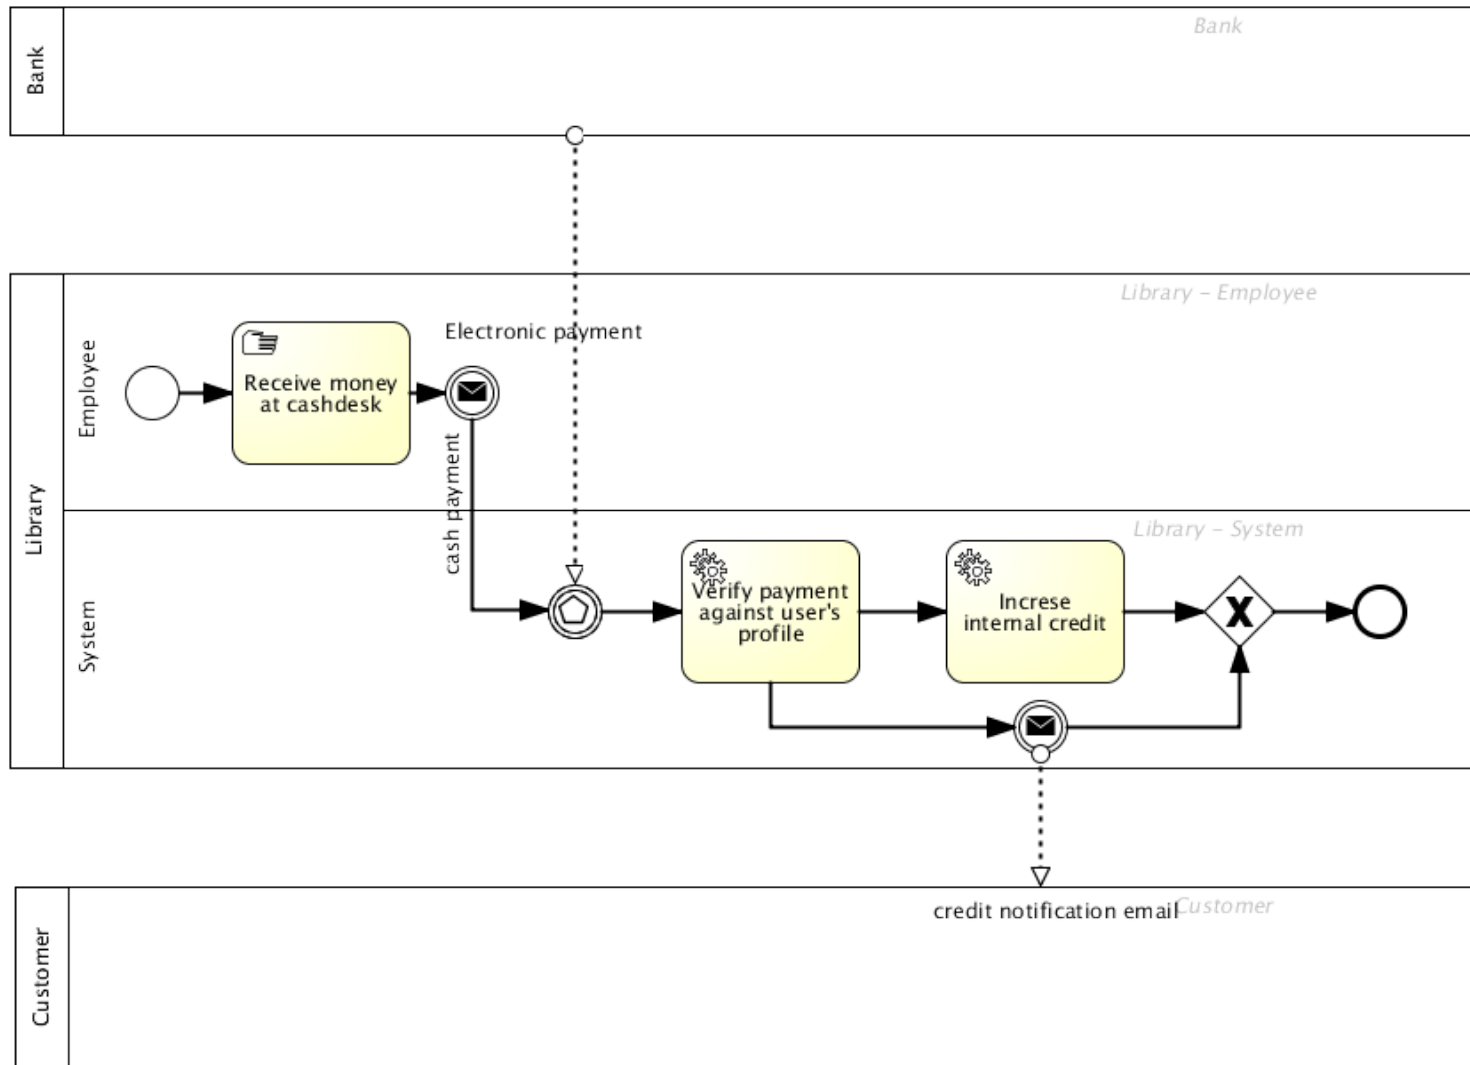 Bank
Bank
Library
Employee
Library – Employee
Receive money
at cashdesk
Electronic payment
cash payment
System
Library – System
Verify payment
against user's
profile
Increse
internal credit
X
Customer
credit notification email
Customer